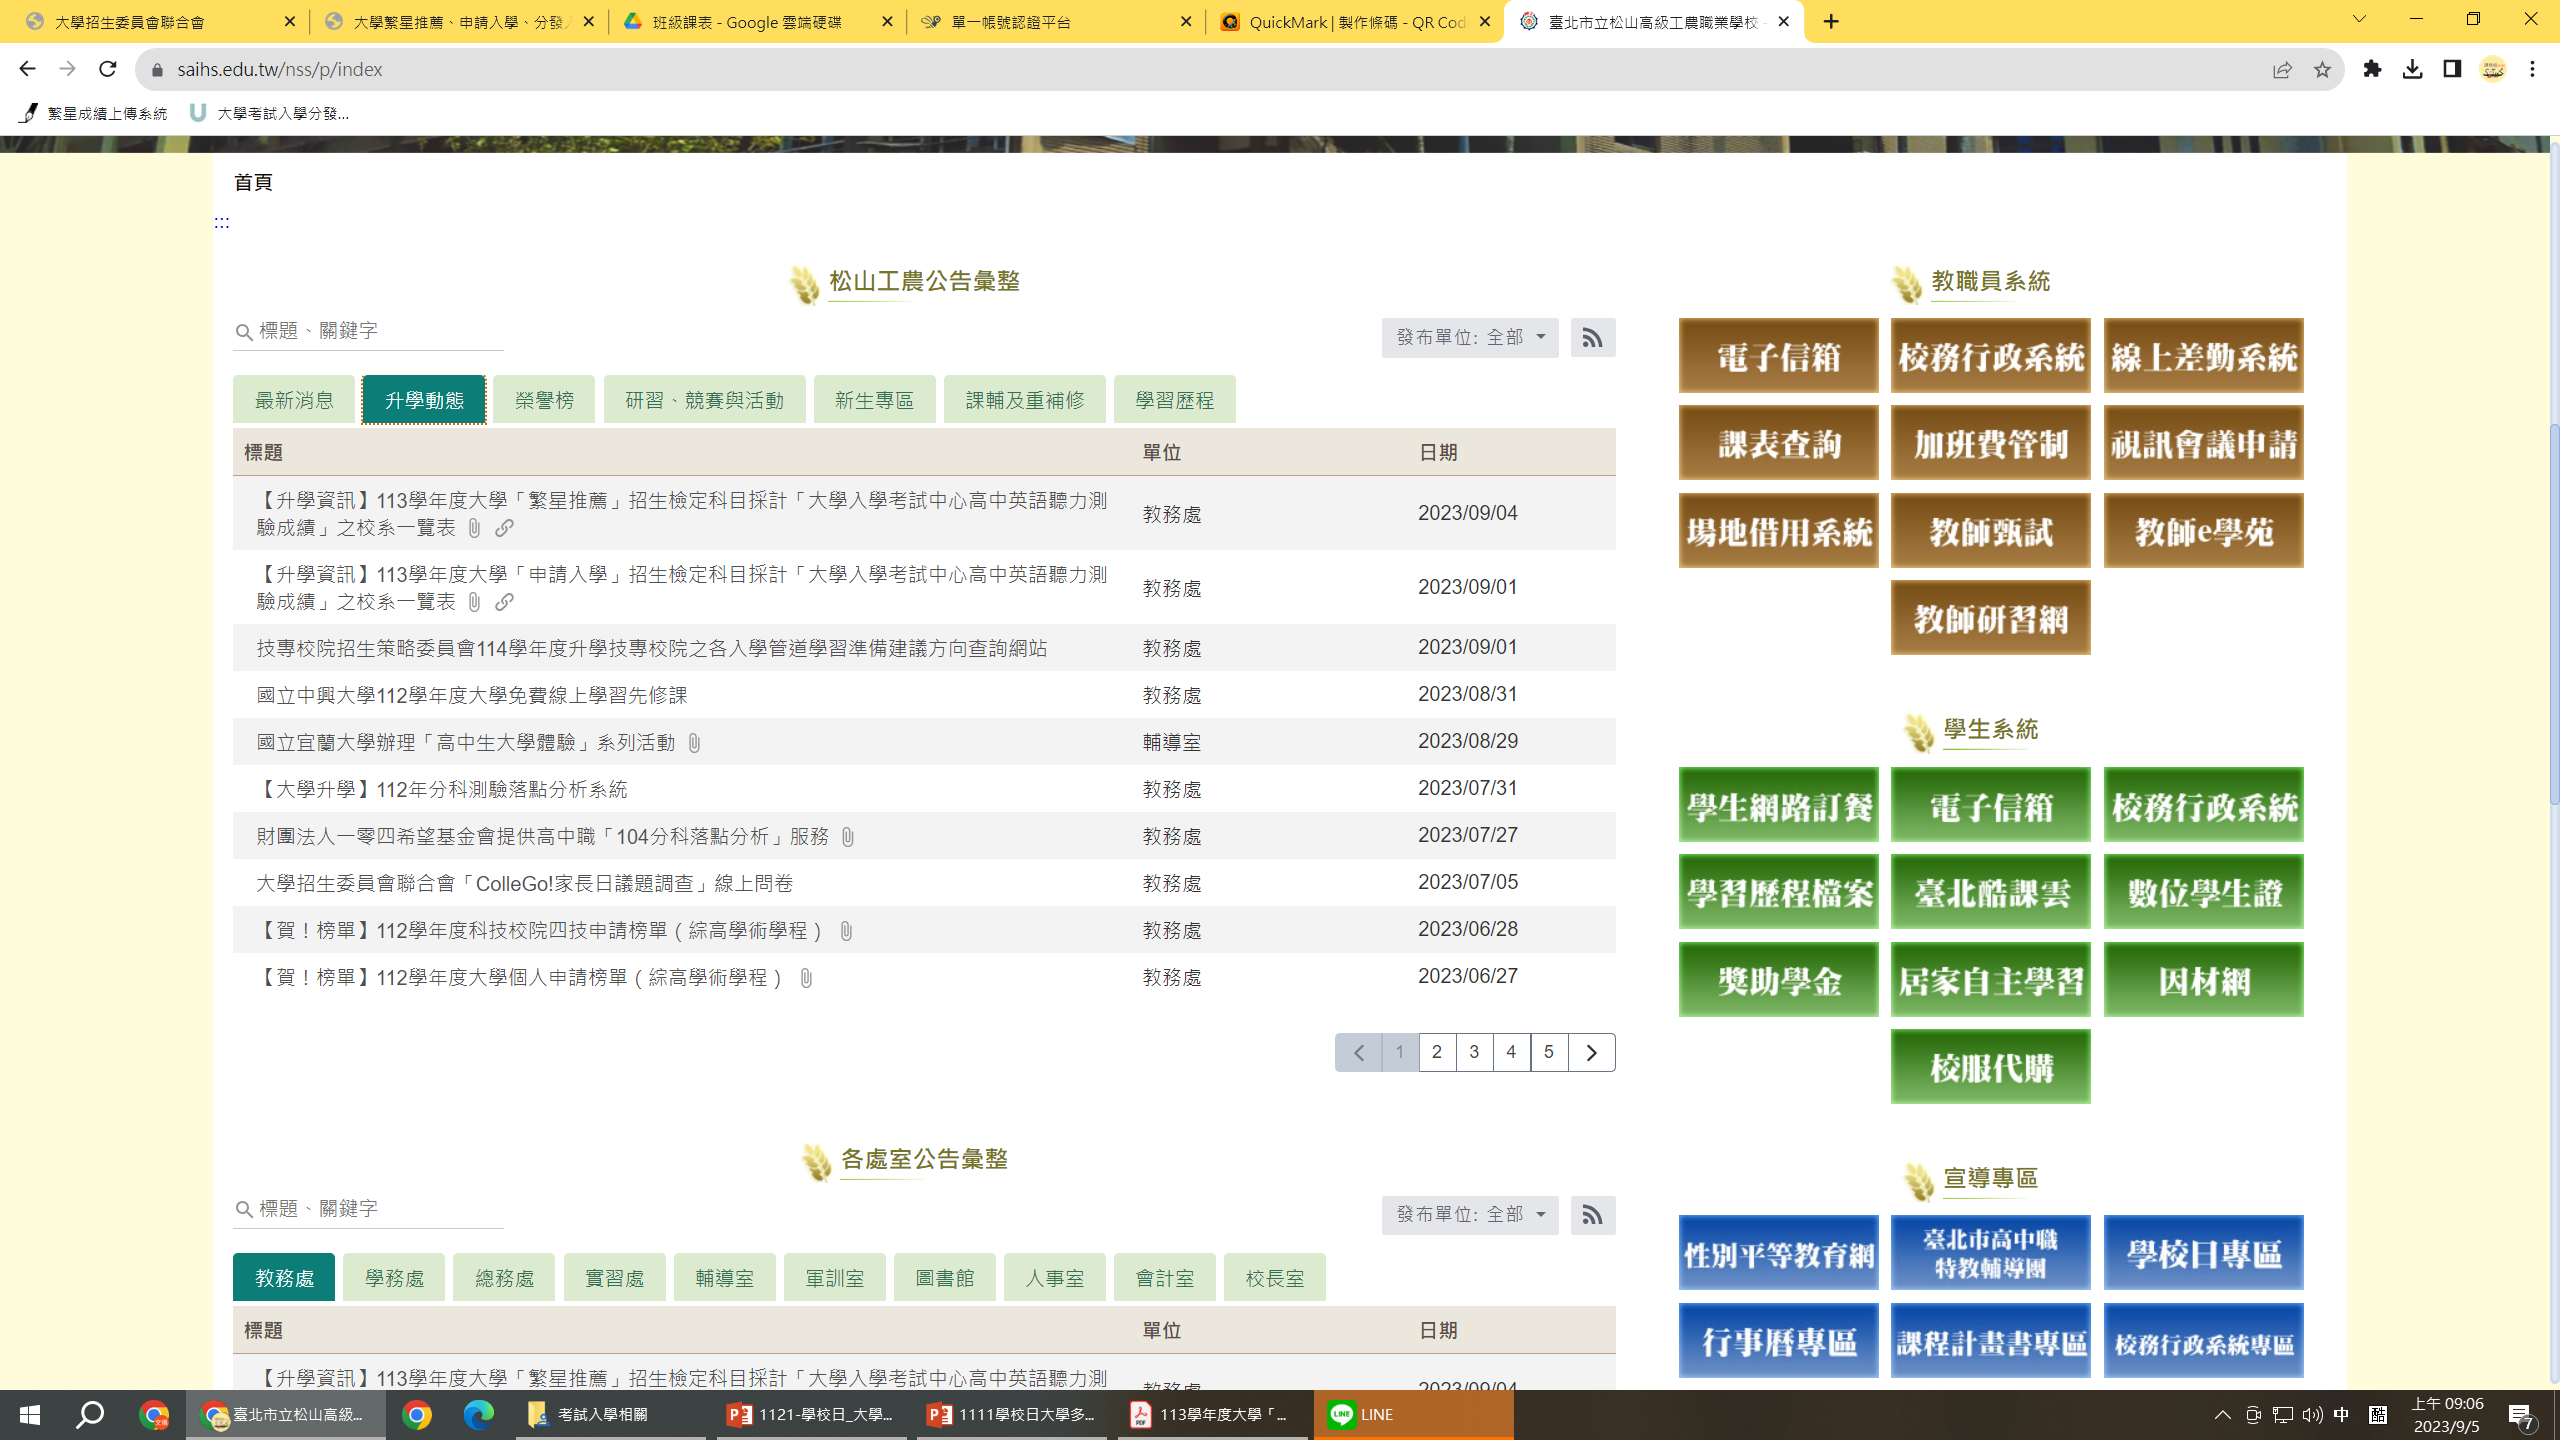 大學招生委員會聯合會
大學繁星推薦、申請入學、分發入
班級課表 - Google 雲端硬碟
單一帳號認證平台
QuickMark | 製作條碼 - QR Cod
臺北市立松山高級工農職業學校 -
saihs.edu.tw/nss/p/index
繁星成績上傳系統
大學考試入學分發...
首頁
:::
松山工農公告彙整
標題、關鍵字
發布單位: 全部
最新消息 升學動態 榮譽榜 研習、競賽與活動 新生專區 課輔及重補修 學習歷程
標題 單位 日期
【升學資訊】113學年度大學「繁星推薦」招生檢定科目採計「大學入學考試中心高中英語聽力測
驗成績」之校系一覽表 教務處 2023/09/04
【升學資訊】113學年度大學「申請入學」招生檢定科目採計「大學入學考試中心高中英語聽力測
驗成績」之校系一覽表 教務處 2023/09/01
技專校院招生策略委員會114學年度升學技專校院之各入學管道學習準備建議方向查詢網站 教務處 2023/09/01
國立中興大學112學年度大學免費線上學習先修課 教務處 2023/08/31
國立宜蘭大學辦理「高中生大學體驗」系列活動 輔導室 2023/08/29
【大學升學】112年分科測驗落點分析系統 教務處 2023/07/31
財團法人一零四希望基金會提供高中職「104分科落點分析」服務 教務處 2023/07/27
大學招生委員會聯合會「ColleGo!家長日議題調查」線上問卷 教務處 2023/07/05
【賀！榜單】112學年度科技校院四技申請榜單（綜高學術學程） 教務處 2023/06/28
【賀！榜單】112學年度大學個人申請榜單（綜高學術學程） 教務處 2023/06/27
1 2 3 4 5
各處室公告彙整
標題、關鍵字
發布單位: 全部
教務處 學務處 總務處 實習處 輔導室 軍訓室 圖書館 人事室 會計室 校長室
標題 單位 日期
【升學資訊】113學年度大學「繁星推薦」招生檢定科目採計「大學入學考試中心高中英語聽力測
教務處 2023/09/04
教職員系統
電子信箱 校務行政系統 線上差勤系統
課表查詢 加班費管制 視訊會議申請
場地借用系統 教師甄試 教師e學苑
教師研習網
學生系統
學生網路訂餐 電子信箱 校務行政系統
學習歷程檔案 臺北酷課雲 數位學生證
獎助學金 居家自主學習 因材網
校服代購
宣導專區
性別平等教育網 臺北市高中職 學校日專區
特教輔導團
行事曆專區 課程計畫書專區 校務行政系統專區
臺北市立松山高級...
考試入學相關
1121-學校日_大學...
1111學校日大學多...
113學年度大學「...
LINE
中
酷
上午 09:06
2023/9/5
7